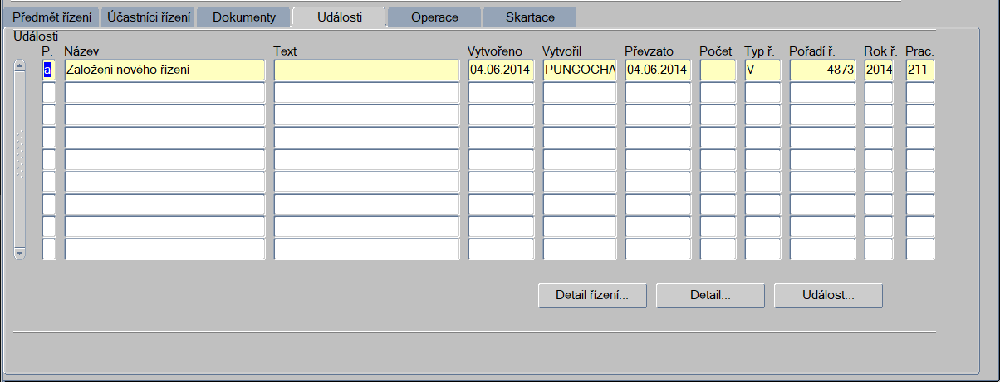 Předmět řízení Účastníci řízení Dokumenty Události Operace Skartace
Události
P. Název Text Vytvořeno Vytvořil Převzato Počet Typ ř. Pořadí ř. Rok ř. Prac.
a Založení nového řízení 04.06.2014 PUNCOCHA 04.06.2014 V 4873 2014 211
Detail řízení... Detail... Událost...